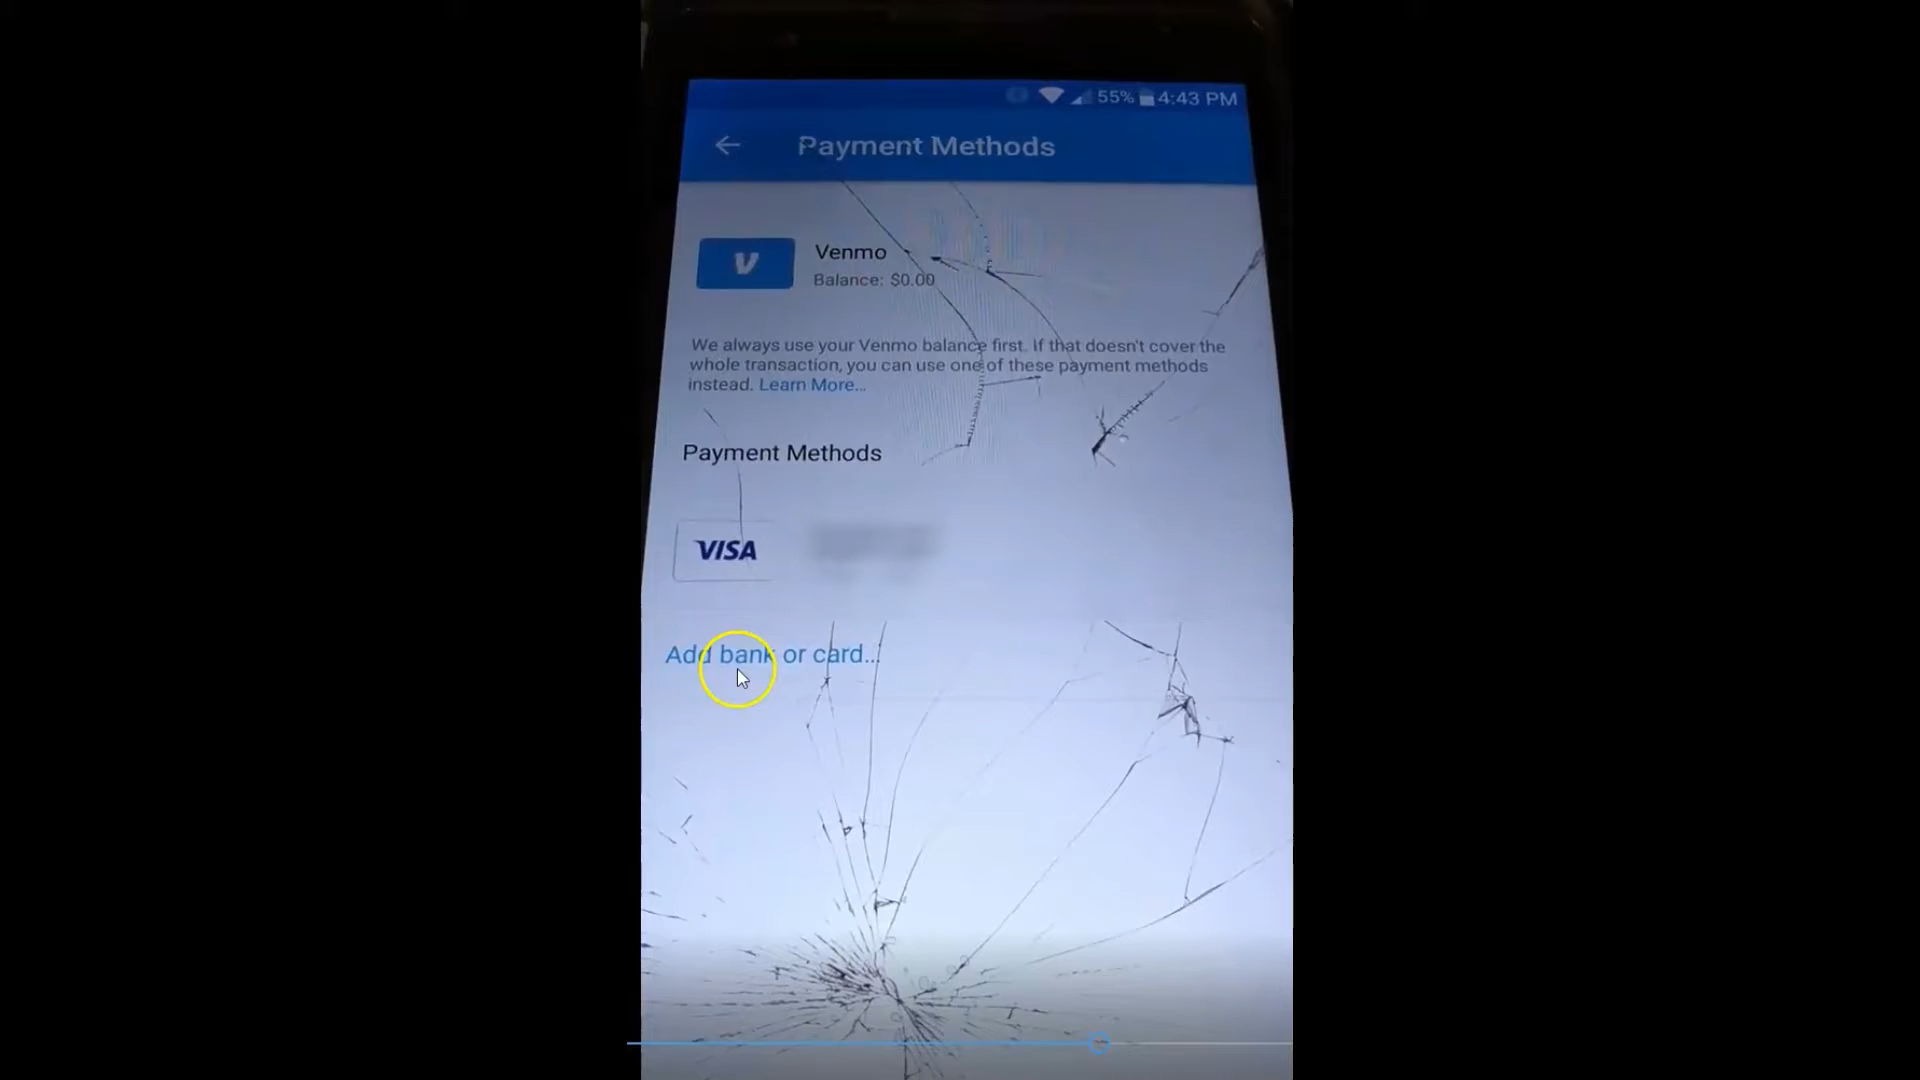 55% 4:43 PM
Payment Methods
V
Venmo
Balance: $0.00
We always use your Venmo balance first. If that doesn't cover the
whole transaction, you can use one of these payment methods
instead. Learn More...
Payment Methods
VISA
Add bank or card...